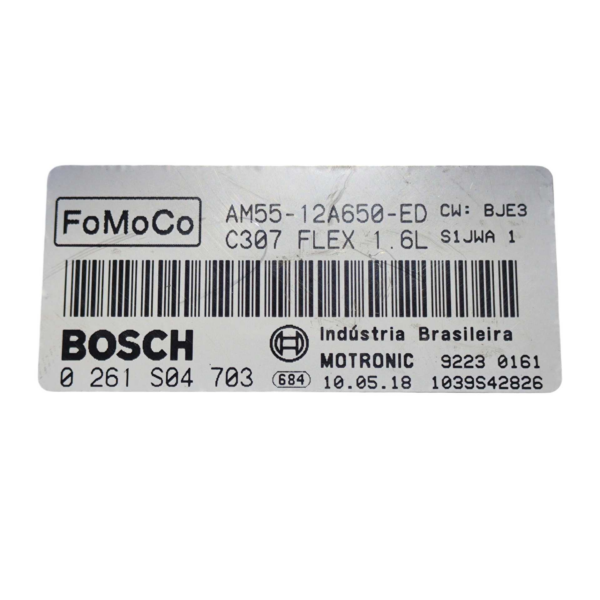 FoMoCo AM55-12A650-ED CW: BJE3
C307 FLEX 1.6L S1JWA 1
BOSCH Indústria Brasileira
MOTRONIC 9223 0161
0 261 S04 703 684 10.05.18 1039S42826